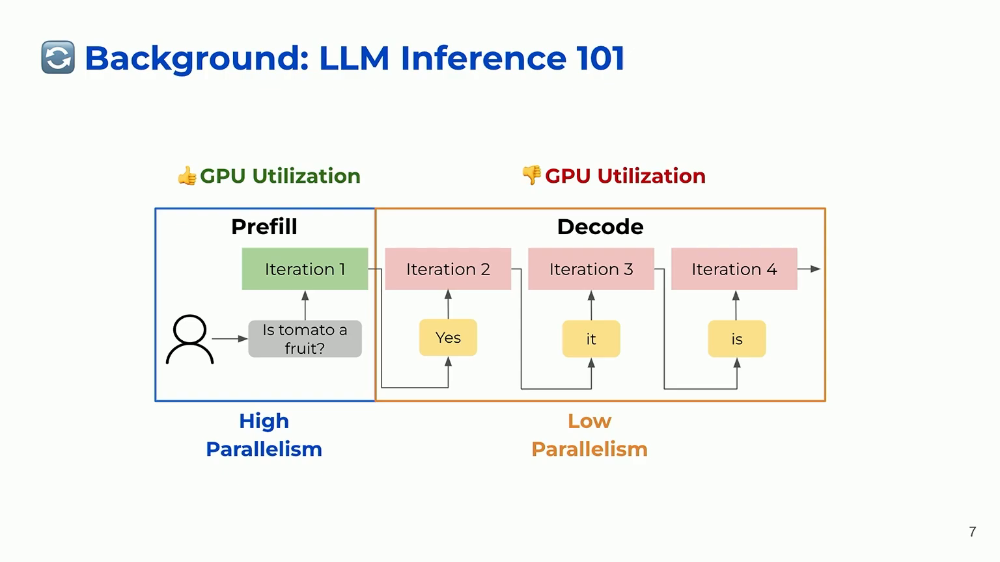 Background: LLM Inference 101
GPU Utilization
GPU Utilization
Prefill
Decode
Iteration 1
Iteration 2
Iteration 3
Iteration 4
Is tomato a
fruit?
Yes
it
is
High
Parallelism
Low
Parallelism
7